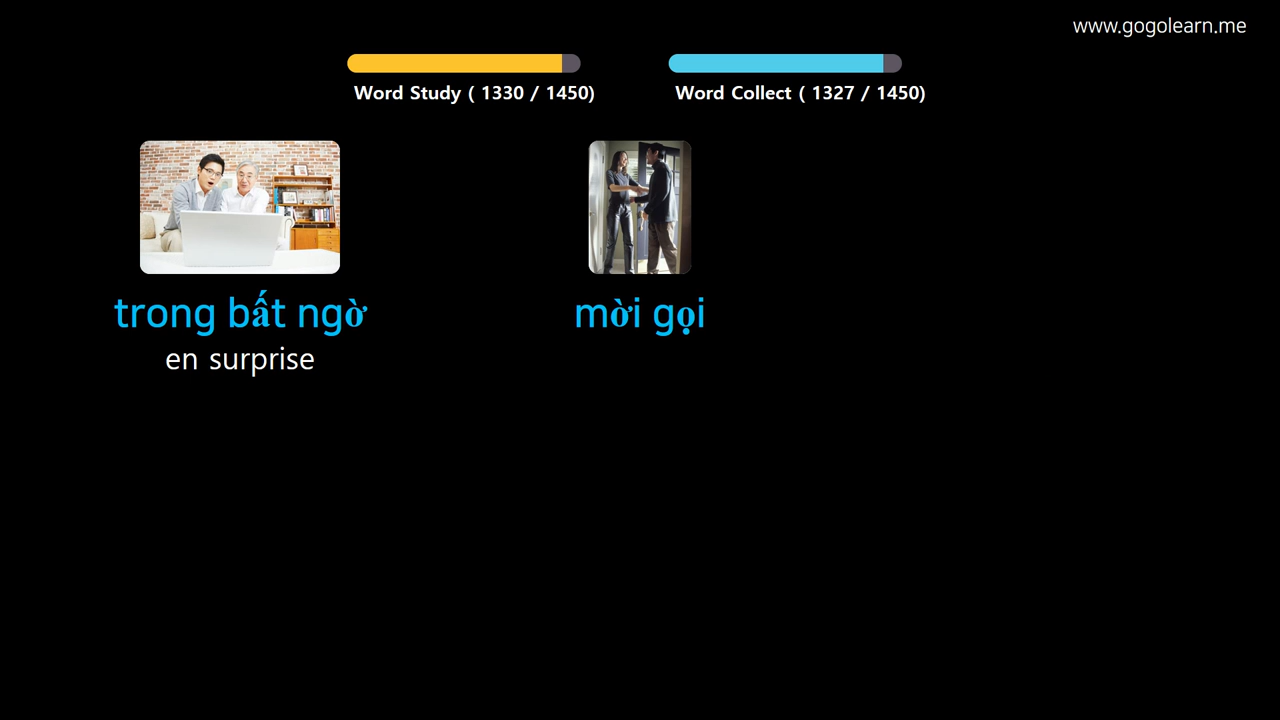 www.gogolearn.me
Word Study ( 1330 / 1450)
Word Collect ( 1327 / 1450)
trong bất ngờ
en surprise
mời gọi